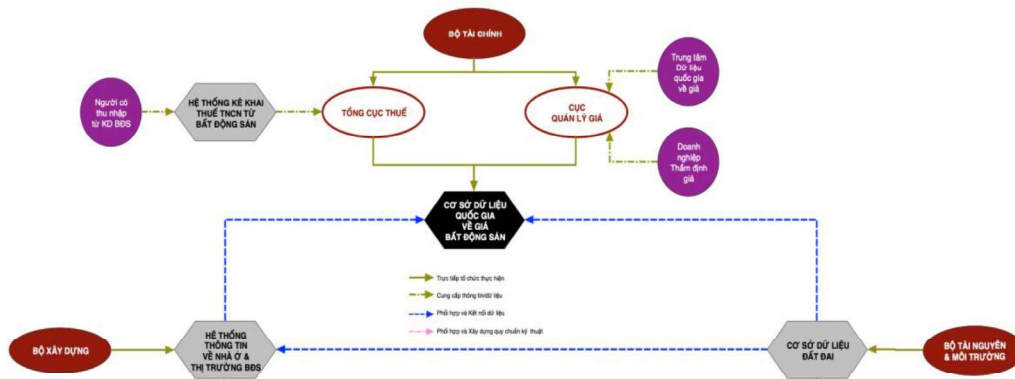 BỘ TÀI CHÍNH
Trung tâm
Dữ liệu
quốc gia
về giá
Người có
thu nhập
từ KD BĐS
HỆ THỐNG KÊ KHAI
THUẾ TNCN TỪ
BẤT ĐỘNG SẢN
TỔNG CỤC THUẾ
CỤC
QUẢN LÝ GIÁ
Doanh
nghiệp
Thẩm định
giá
CƠ SỞ DỮ LIỆU
QUỐC GIA
VỀ GIÁ
BẤT ĐỘNG SẢN
Trực tiếp tổ chức thực hiện
Cung cấp thông tin/dữ liệu
Phối hợp và Kết nối dữ liệu
Phối hợp và Xây dựng quy chuẩn kỹ thuật
BỘ XÂY DỰNG
HỆ THỐNG
THÔNG TIN
VỀ NHÀ Ở &
THỊ TRƯỜNG BĐS
CƠ SỞ DỮ LIỆU
ĐẤT ĐAI
BỘ TÀI NGUYÊN
& MÔI TRƯỜNG